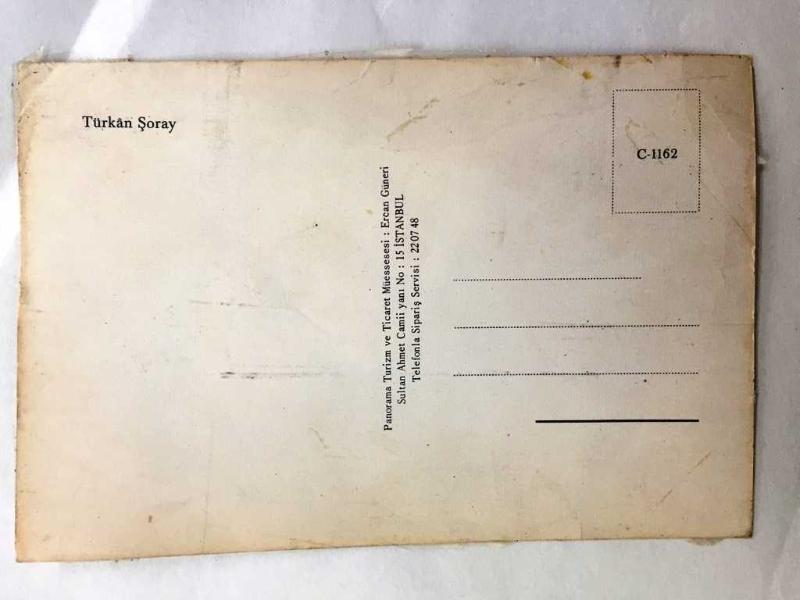 Türkân Şoray
C-1162
Panorama Turizm ve Ticaret Müessesesi : Ercan Güneri
Sultan Ahmet Camii yanı No : 15 İSTANBUL
Telefonla Sipariş Servisi : 22 07 48